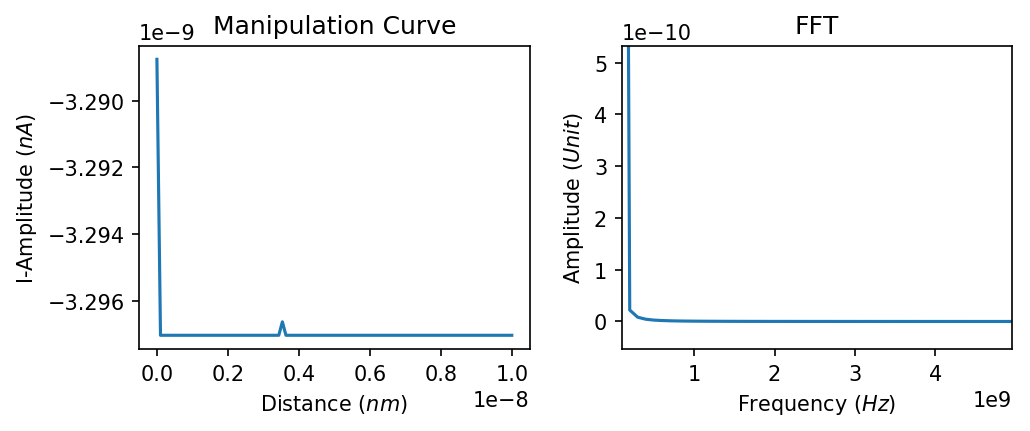 Manipulation Curve
1e−9
−3.290
−3.292
−3.294
−3.296
I-Amplitude (nA)
0.0 0.2 0.4 0.6 0.8 1.0
1e−8
Distance (nm)
FFT
1e−10
5
4
3
2
1
0
Amplitude (Unit)
1 2 3 4
1e9
Frequency (Hz)